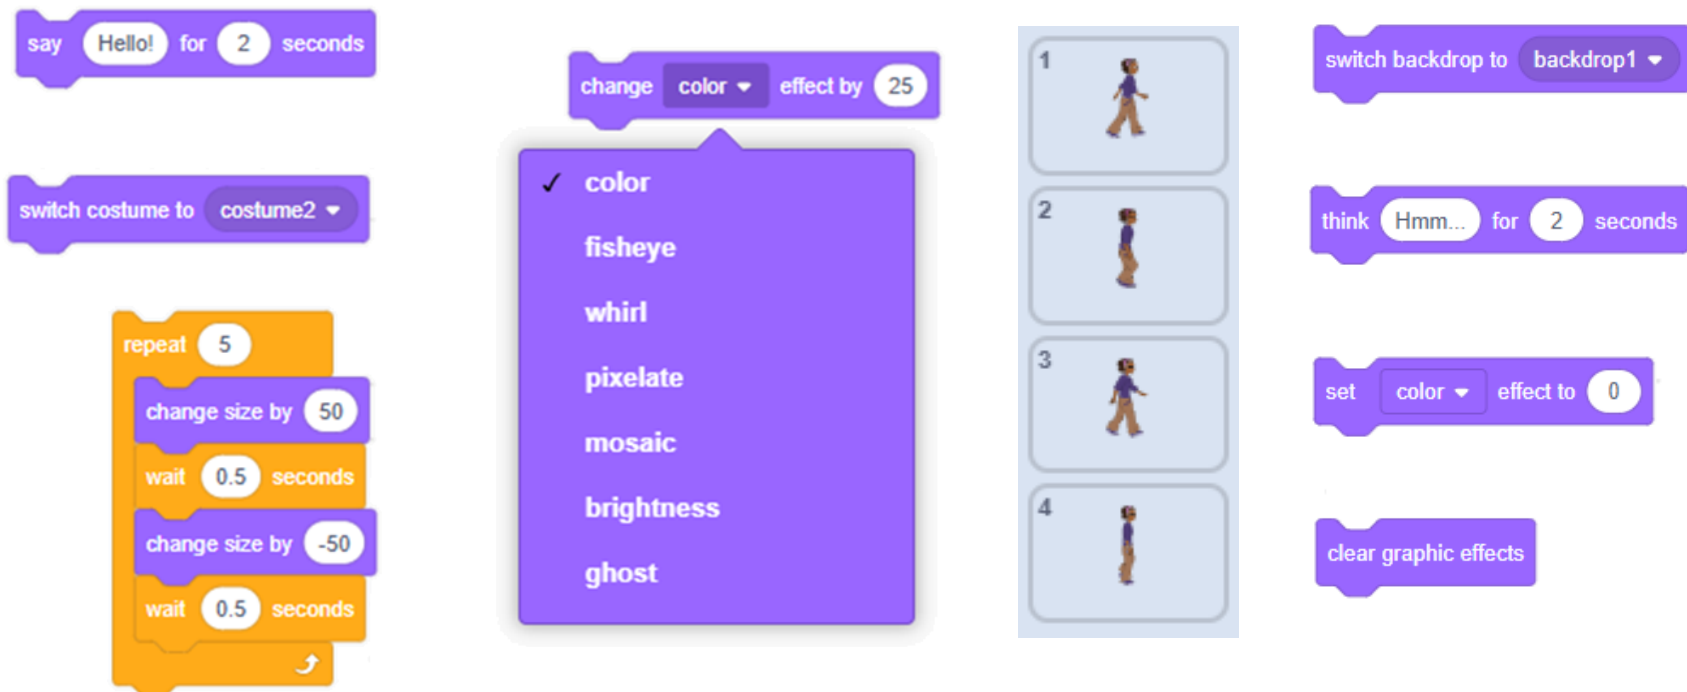 say Hello! for 2 seconds
switch costume to costume2
repeat 5
change size by 50
wait 0.5 seconds
change size by -50
wait 0.5 seconds
change color effect by 25
✓ color
fisheye
whirl
pixelate
mosaic
brightness
ghost
1
2
3
4
switch backdrop to backdrop1
think Hmm... for 2 seconds
set color effect to 0
clear graphic effects